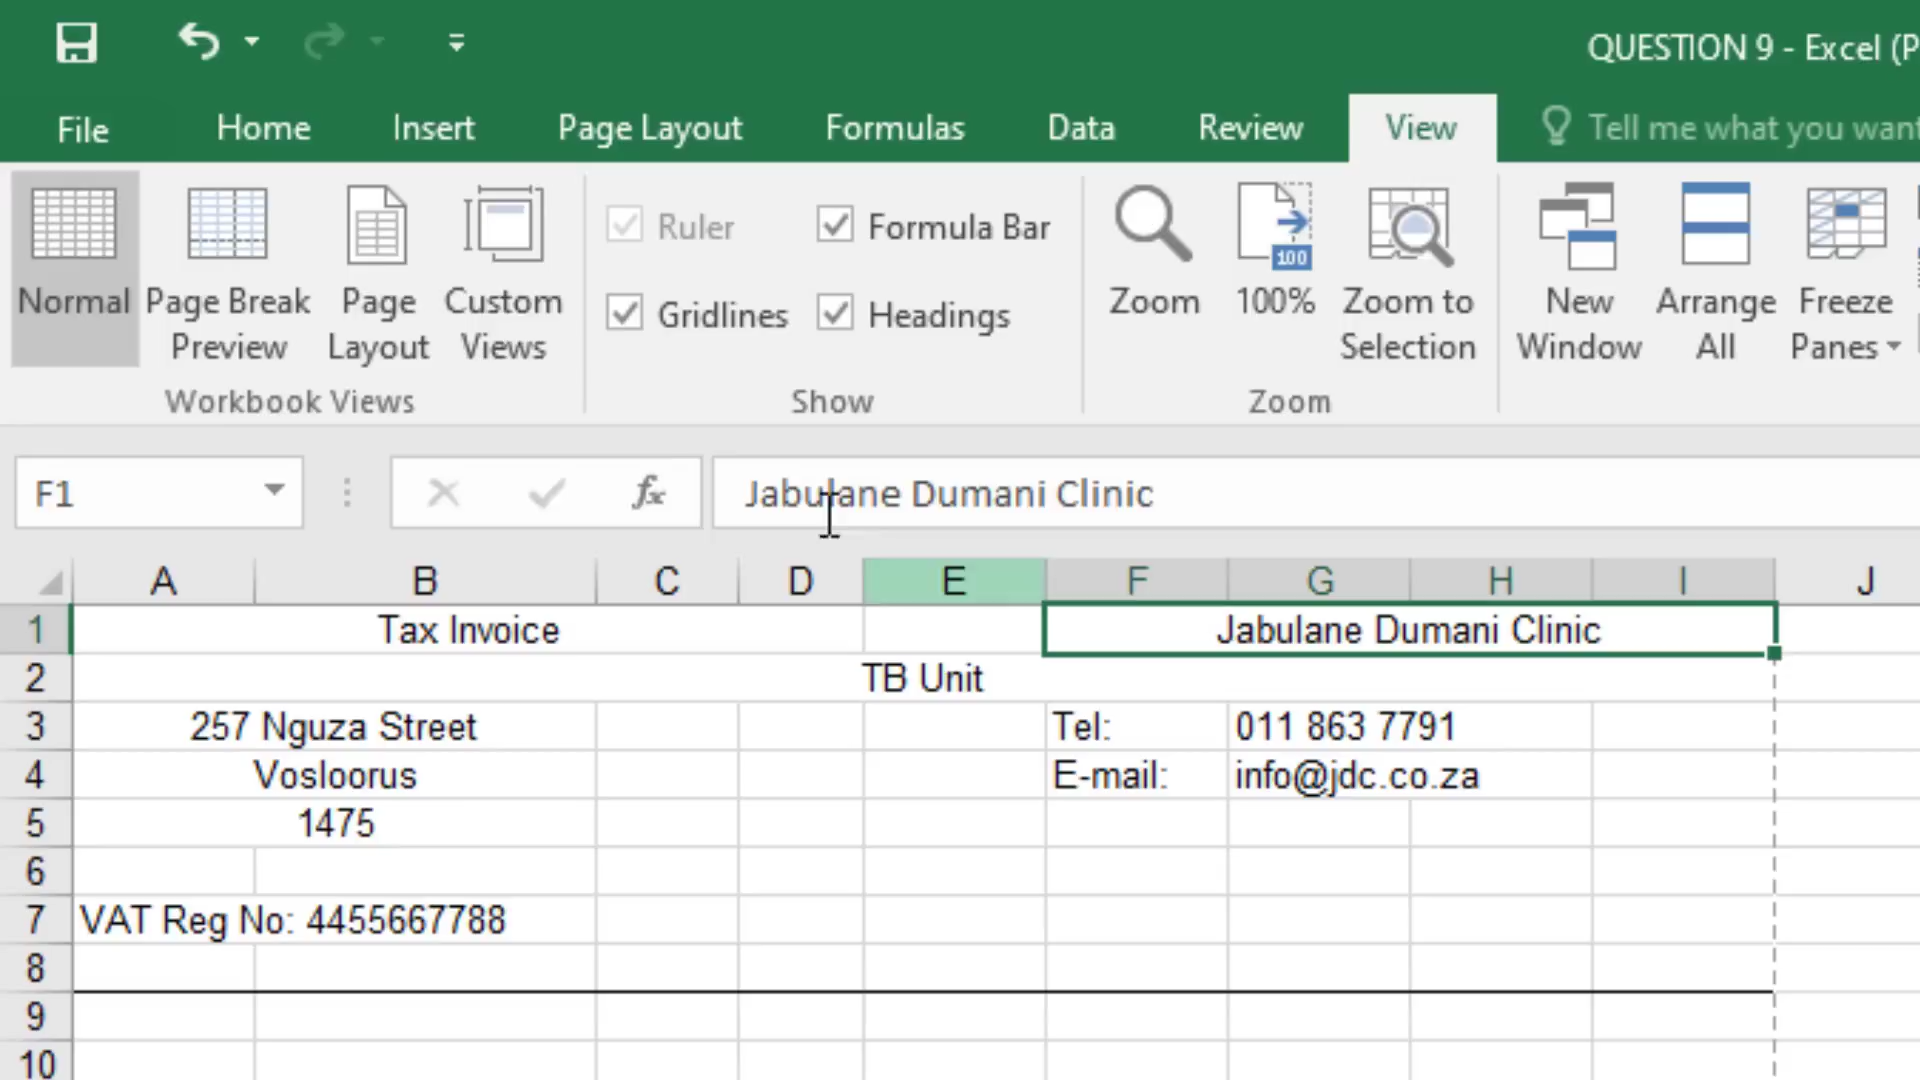 QUESTION 9 - Excel (P
File Home Insert Page Layout Formulas Data Review View Tell me what you want
Normal Page Break Preview Page Layout Custom Views
Workbook Views
Ruler Formula Bar
Gridlines Headings
Show
Zoom 100% Zoom to Selection
100
Zoom
New Window Arrange All Freeze Panes
F1 fx Jabulane Dumani Clinic
A B C D E F G H I J
1 Tax Invoice Jabulane Dumani Clinic
2 TB Unit
3 257 Nguza Street Tel: 011 863 7791
4 Vosloorus E-mail: info@jdc.co.za
5 1475
6
7 VAT Reg No: 4455667788
8
9
10